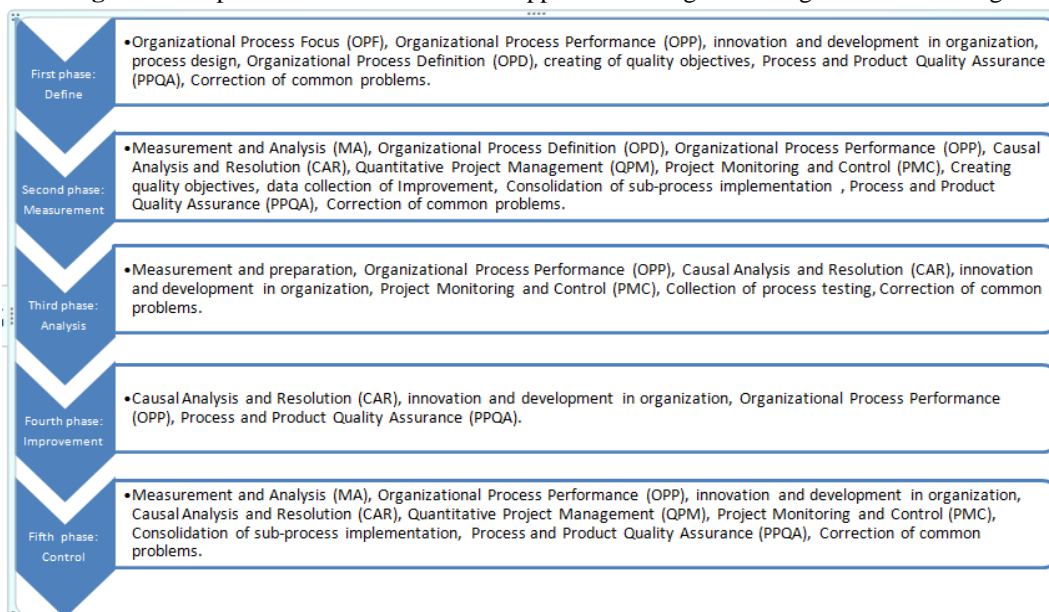 First phase:
Define
•Organizational Process Focus (OPF), Organizational Process Performance (OPP), innovation and development in organization,
process design, Organizational Process Definition (OPD), creating of quality objectives, Process and Product Quality Assurance
(PPQA), Correction of common problems.
Second phase:
Measurement
•Measurement and Analysis (MA), Organizational Process Definition (OPD), Organizational Process Performance (OPP), Causal
Analysis and Resolution (CAR), Quantitative Project Management (QPM), Project Monitoring and Control (PMC), Creating
quality objectives, data collection of Improvement, Consolidation of sub-process implementation , Process and Product
Quality Assurance (PPQA), Correction of common problems.
Third phase:
Analysis
•Measurement and preparation, Organizational Process Performance (OPP), Causal Analysis and Resolution (CAR), innovation
and development in organization, Project Monitoring and Control (PMC), Collection of process testing, Correction of common
problems.
Fourth phase:
Improvement
•Causal Analysis and Resolution (CAR), innovation and development in organization, Organizational Process Performance
(OPP), Process and Product Quality Assurance (PPQA).
Fifth phase:
Control
•Measurement and Analysis (MA), Organizational Process Performance (OPP), innovation and development in organization,
Causal Analysis and Resolution (CAR), Quantitative Project Management (QPM), Project Monitoring and Control (PMC),
Consolidation of sub-process implementation, Process and Product Quality Assurance (PPQA), Correction of common
problems.